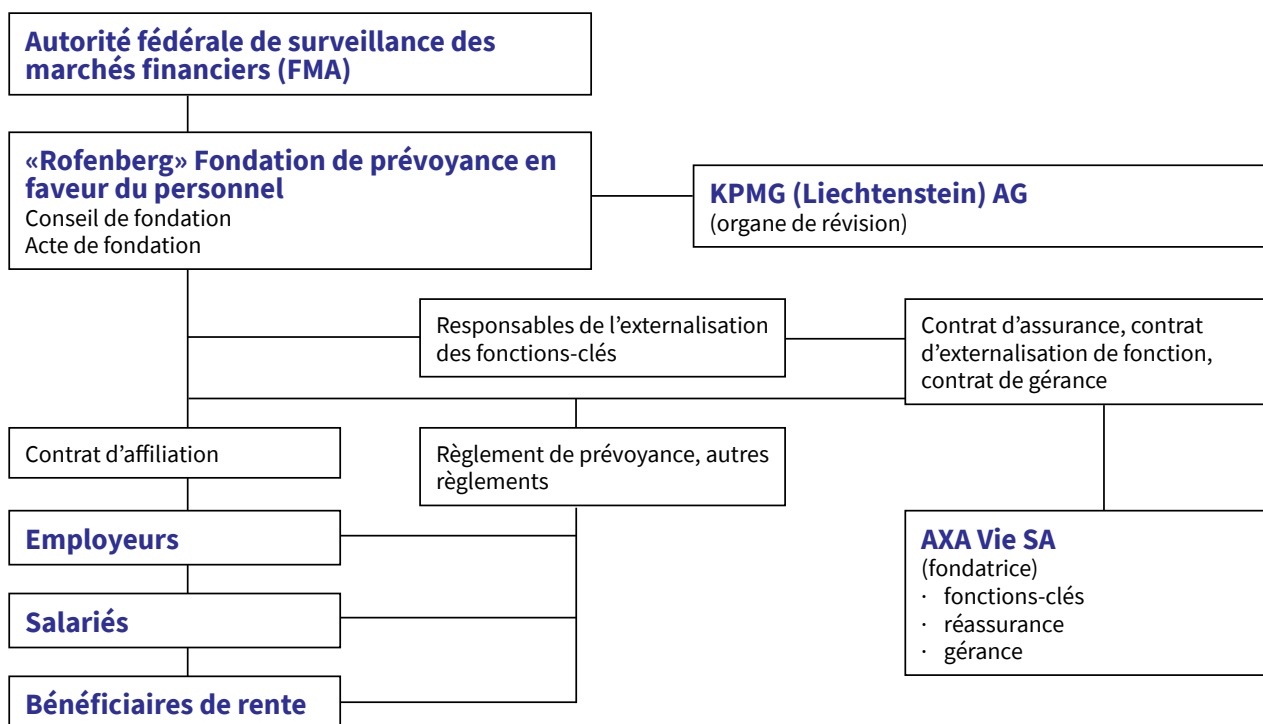 Autorité fédérale de surveillance des
marchés financiers (FMA)
«Rofenberg» Fondation de prévoyance en
faveur du personnel
Conseil de fondation
Acte de fondation
KPMG (Liechtenstein) AG
(organe de révision)
Responsables de l’externalisation
des fonctions-clés
Contrat d’assurance, contrat
d’externalisation de fonction,
contrat de gérance
Contrat d’affiliation
Règlement de prévoyance, autres
règlements
Employeurs
Salariés
Bénéficiaires de rente
AXA Vie SA
(fondatrice)
· fonctions-clés
· réassurance
· gérance